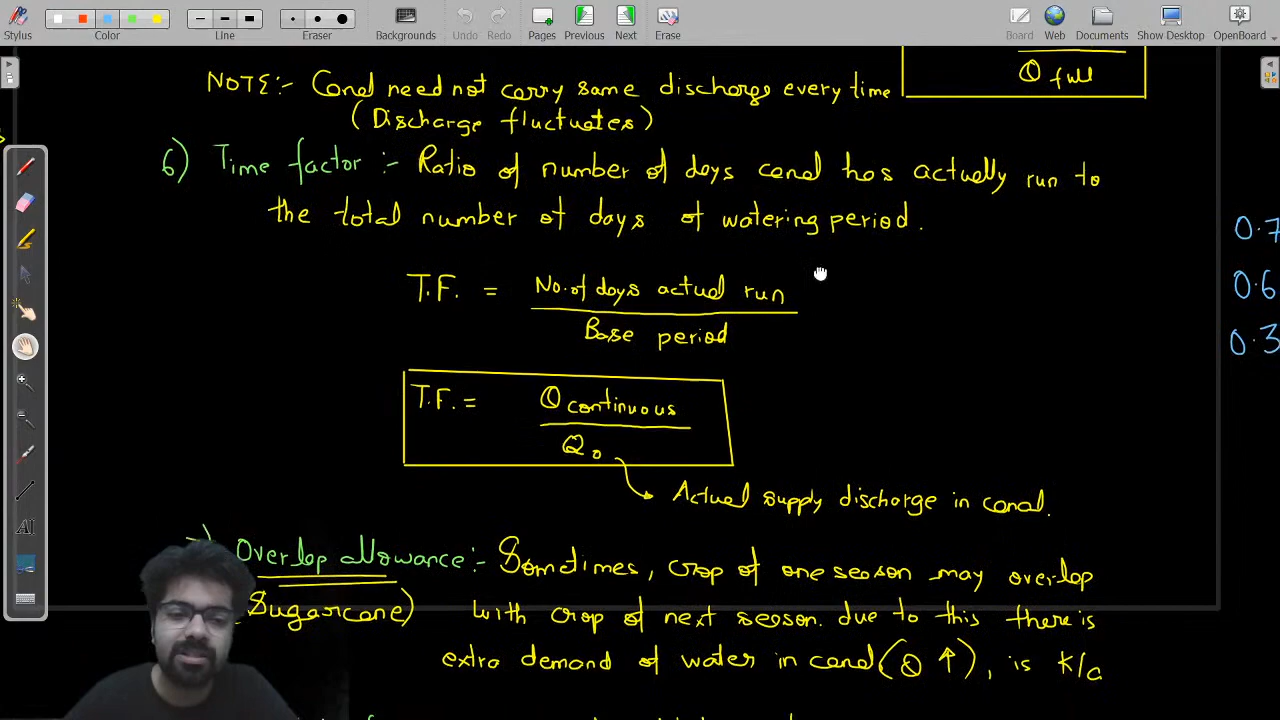 Stylus
Color
Line
Eraser
Backgrounds
Undo
Redo
Pages
Previous
Next
Erase
Board
Web
Documents
Show Desktop
OpenBoard
Q full
NOTE:- Canal need not carry same discharge every time
(Discharge fluctuates)
6) Time factor :- Ratio of number of days canal has actually run to
the total number of days of watering period.
0.7
T.F. = No. of days actual run
Base period
0.6
0.3
T.F. = Q continuous
Q0
Actual supply discharge in canal.
Overlap allowance :- Sometimes, crop of one season may overlap
(Sugarcane) with crop of next season. due to this there is
extra demand of water in canal (Q ↑), is k/a
AI